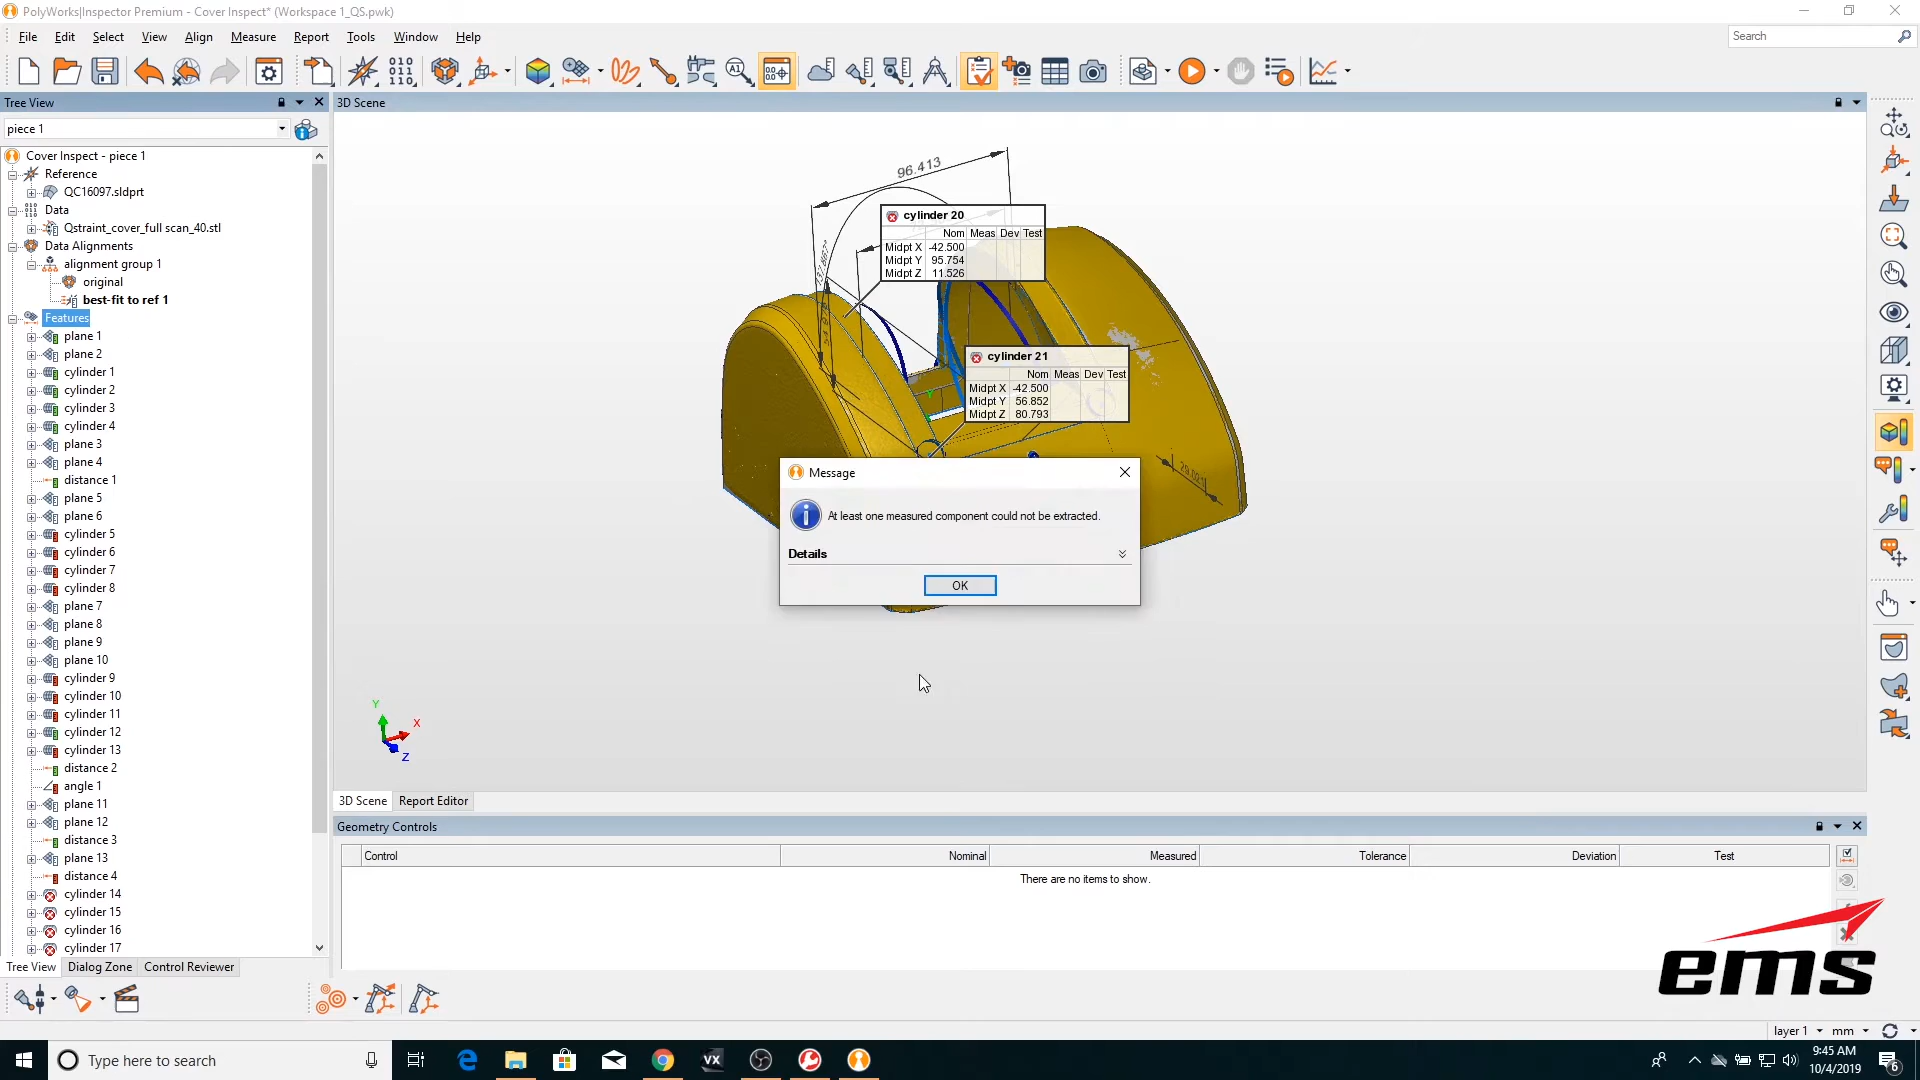 PolyWorks|Inspector Premium - Cover Inspect* (Workspace 1_QS.pwk)
File Edit Select View Align Measure Report Tools Window Help
Search
Tree View
3D Scene
piece 1
Cover Inspect - piece 1
Reference
QC16097.sldprt
Data
Qstraint_cover_full scan_40.stl
Data Alignments
alignment group 1
original
best-fit to ref 1
Features
plane 1
plane 2
cylinder 1
cylinder 2
cylinder 3
cylinder 4
plane 3
plane 4
distance 1
plane 5
plane 6
cylinder 5
cylinder 6
cylinder 7
cylinder 8
plane 7
plane 8
plane 9
plane 10
cylinder 9
cylinder 10
cylinder 11
cylinder 12
cylinder 13
distance 2
angle 1
plane 11
plane 12
distance 3
plane 13
distance 4
cylinder 14
cylinder 15
cylinder 16
cylinder 17
Tree View Dialog Zone Control Reviewer
96.413
cylinder 20
Nom Meas Dev Test
Midpt X -42.500
Midpt Y 95.754
Midpt Z 11.526
cylinder 21
Nom Meas Dev Test
Midpt X -42.500
Midpt Y 56.852
Midpt Z 80.793
Message
At least one measured component could not be extracted.
Details
OK
Y
X
Z
3D Scene Report Editor
Geometry Controls
Control Nominal Measured Tolerance Deviation Test
There are no items to show.
ems
layer 1 mm
Type here to search
9:45 AM
10/4/2019
6